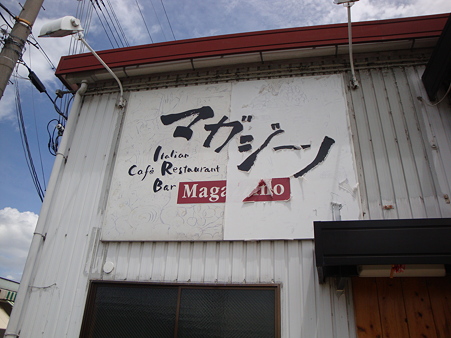 マガジーノ
Italian
Café Restaurant
Bar Maga no